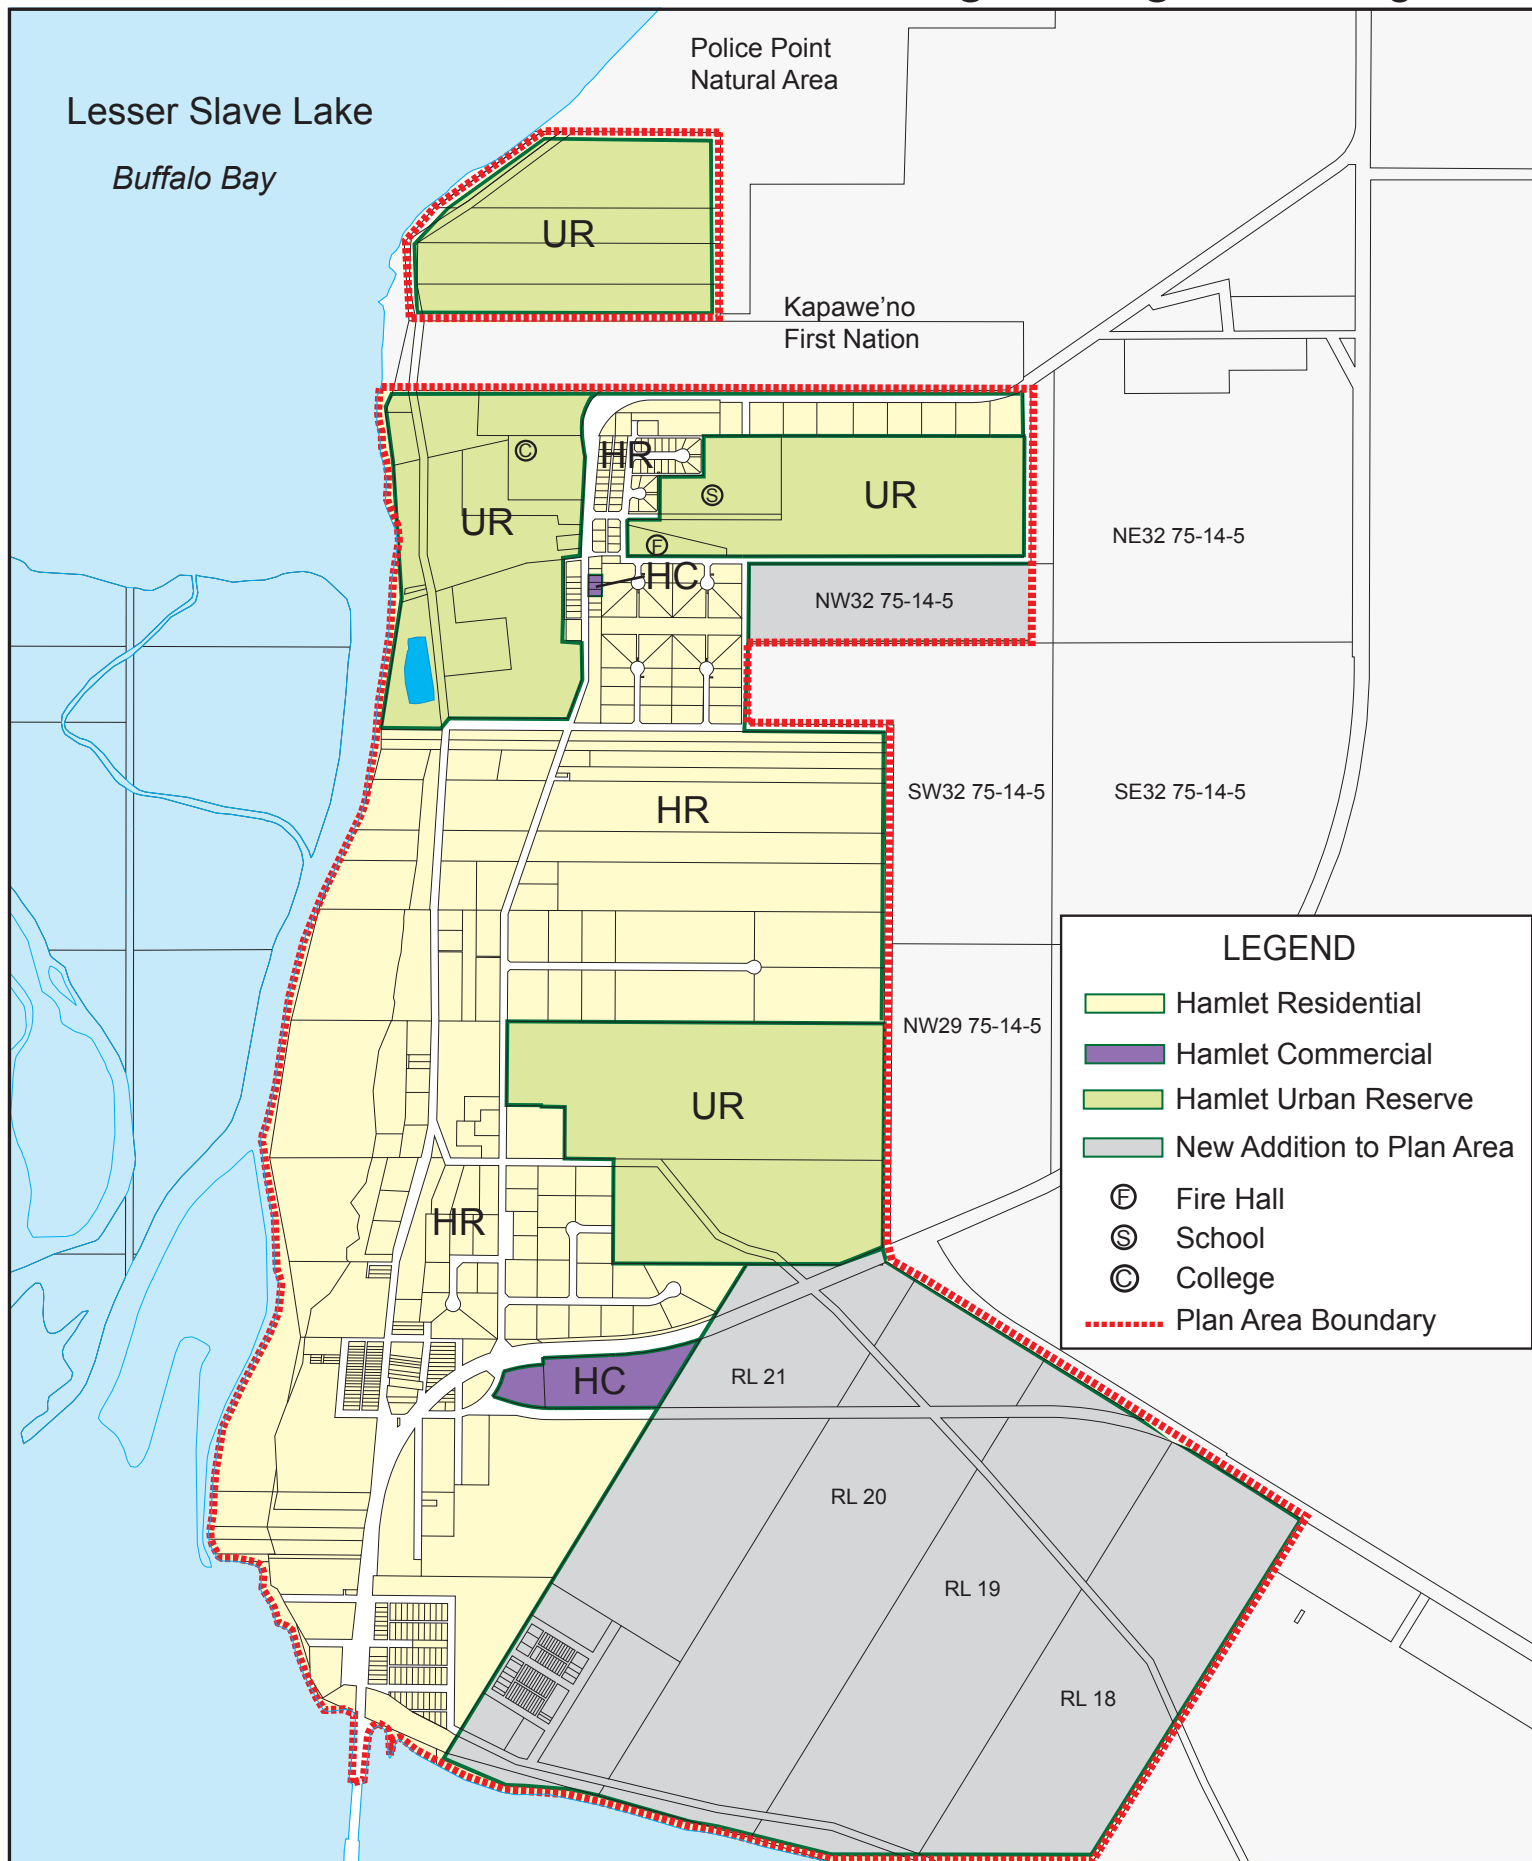 Police Point
Natural Area
Lesser Slave Lake
Buffalo Bay
UR
Kapawe'no
First Nation
C
HR
S
UR
UR
F
HC
NE32 75-14-5
NW32 75-14-5
HR
SW32 75-14-5
SE32 75-14-5
NW29 75-14-5
UR
HR
HC
RL 21
RL 20
RL 19
RL 18
LEGEND
Hamlet Residential
Hamlet Commercial
Hamlet Urban Reserve
New Addition to Plan Area
F Fire Hall
S School
C College
Plan Area Boundary